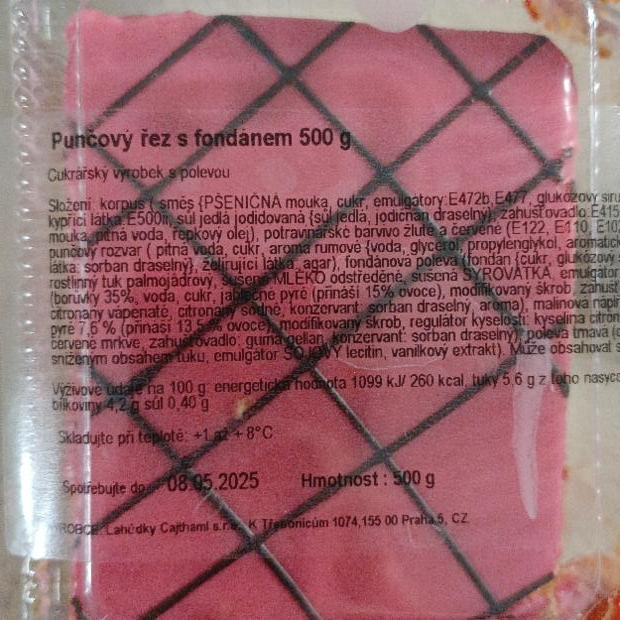 Punčový řez s fondánem 500 g
Cukrářský výrobek s polevou
Složení: korpus ( směs {PŠENIČNÁ mouka, cukr, emulgátory:E472b,E477, glukózový
kypřící látka E500ii, sůl jedlá jodidovaná {sůl jedlá, jodičnan draselný}, zahušťovadlo:E415
mouka, pitná voda, řepkový olej), potravinářské barvivo žluté a červené (E122, E110,
punčový rozvar ( pitná voda, cukr, aroma rumové {voda, glycerol, propylenglykol,
látka: sorban draselný}, želírující látka, agar), fondánová poleva (fondán {cukr, glukózový
rostlinný tuk palmojádrový, sušené MLÉKO odstředěné, sušená SYROVÁTKA, emulgátor
(borůvky 35%, voda, cukr, jablečné pyré (přináší 15% ovoce), modifikovaný škrob,
citronany vápenaté, citronany sodné, konzervant: sorban draselný, aroma), malinová
pyré 7,6 % (přináší 13,5% ovoce), modifikovaný škrob, regulátor kyselosti: kyselina
červené mrkve, zahušťovadlo: guma gellan, konzervant: sorban draselný), poleva tmavá
sníženým obsahem tuku, emulgátor SOJOVÝ lecitin, vanilkový extrakt). Může obsahovat
Výživové údaje na 100 g: energetická hodnota 1099 kJ/ 260 kcal, tuky 5,6 g z toho
bílkoviny 4,2 g sůl 0,40 g
Skladujte při teplotě: +1 až + 8°C
Spotřebujte do: 08.05.2025 Hmotnost : 500 g
Lahůdky Cajthaml s.r.o., K Třebonicům 1074,155 00 Praha 5, CZ